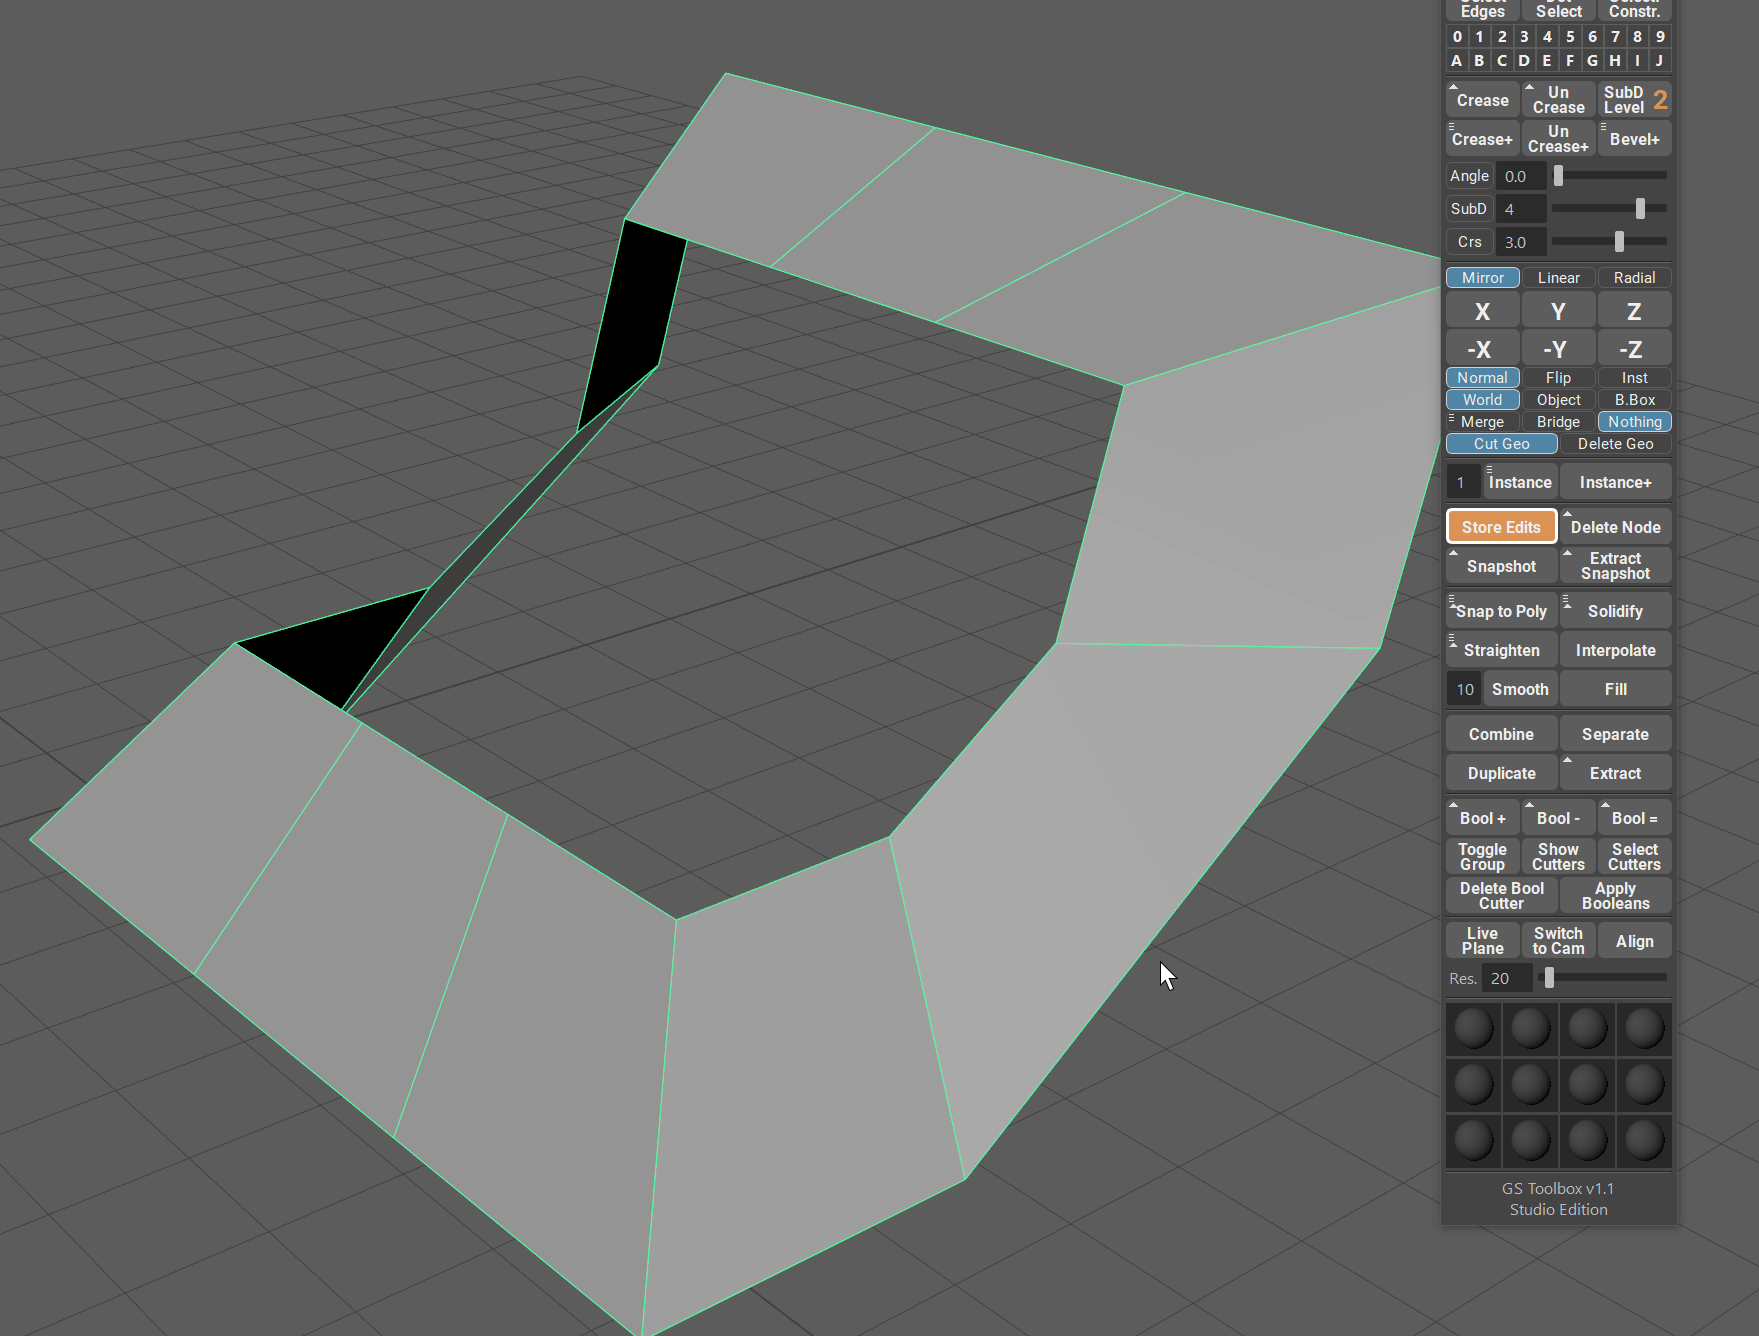 Select Dot Select
Edges Select Constr.
0 1 2 3 4 5 6 7 8 9
A B C D E F G H I J
Crease Un Crease SubD Level 2
Crease+ Un Crease+ Bevel+
Angle 0.0
SubD 4
Crs 3.0
Mirror Linear Radial
X Y Z
-X -Y -Z
Normal Flip Inst
World Object B.Box
Merge Bridge Nothing
Cut Geo Delete Geo
1 Instance Instance+
Store Edits Delete Node
Snapshot Extract Snapshot
Snap to Poly Solidify
Straighten Interpolate
10 Smooth Fill
Combine Separate
Duplicate Extract
Bool + Bool - Bool =
Toggle Group Show Cutters Select Cutters
Delete Bool Cutter Apply Booleans
Live Plane Switch to Cam Align
Res. 20
GS Toolbox v1.1
Studio Edition